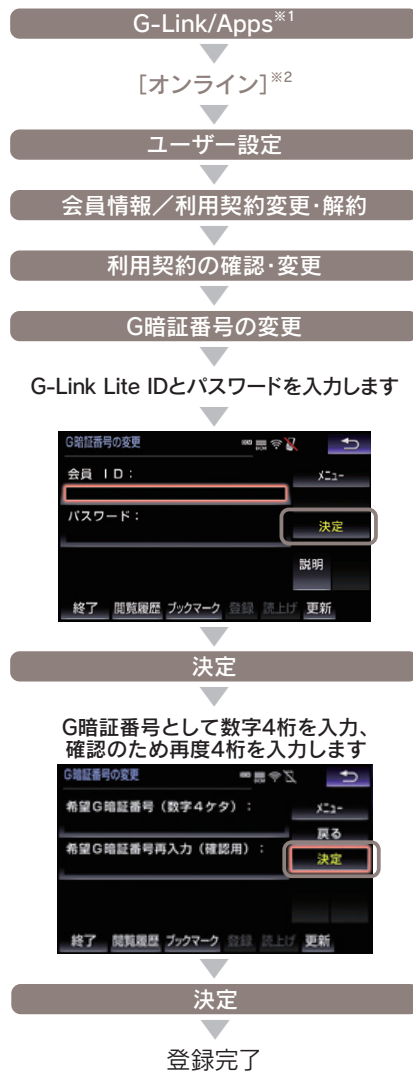 G-Link/Apps※1
［オンライン］※2
ユーザー設定
会員情報／利用契約変更・解約
利用契約の確認・変更
G暗証番号の変更
G-Link Lite IDとパスワードを入力します
G暗証番号の変更
会員 ＩＤ：
メニュー
パスワード：
決定
説明
終了 閲覧履歴 ブックマーク 登録 読上げ 更新
決定
G暗証番号として数字4桁を入力、
確認のため再度4桁を入力します
G暗証番号の変更
希望Ｇ暗証番号（数字４ケタ）：
メニュー
戻る
希望Ｇ暗証番号再入力（確認用）：
決定
終了 閲覧履歴 ブックマーク 登録 読上げ 更新
決定
登録完了